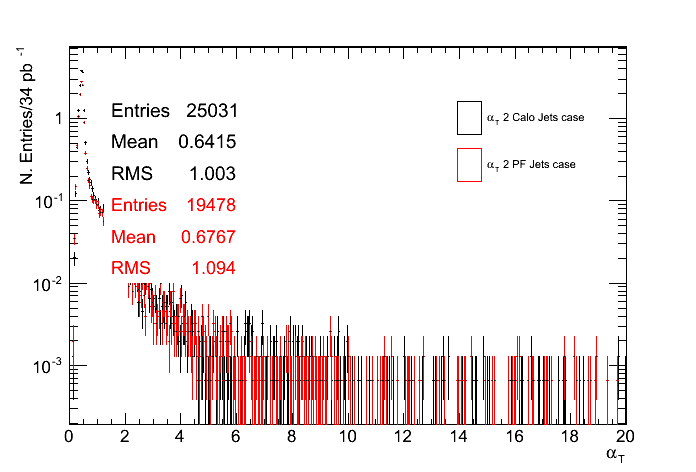 N. Entries/34 pb⁻¹
1
10⁻¹
10⁻²
10⁻³
Entries 25031
Mean 0.6415
RMS 1.003
Entries 19478
Mean 0.6767
RMS 1.094
α_T 2 Calo Jets case
α_T 2 PF Jets case
0 2 4 6 8 10 12 14 16 18 20
α_T